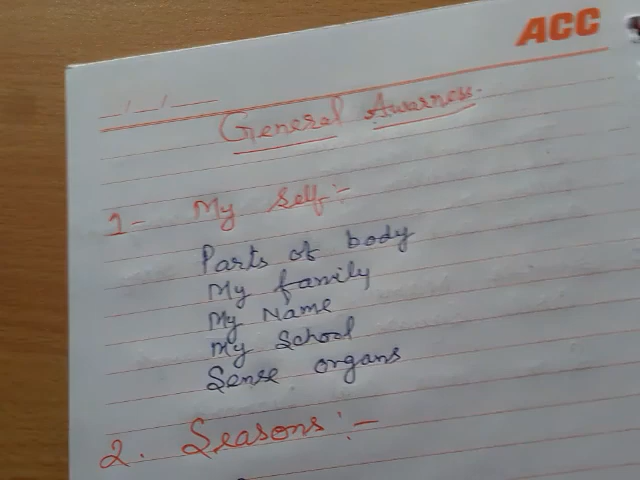 ACC
General Awarness
1- My self:-
Parts of body
My family
My Name
My School
Sense organs
2. Seasons:-